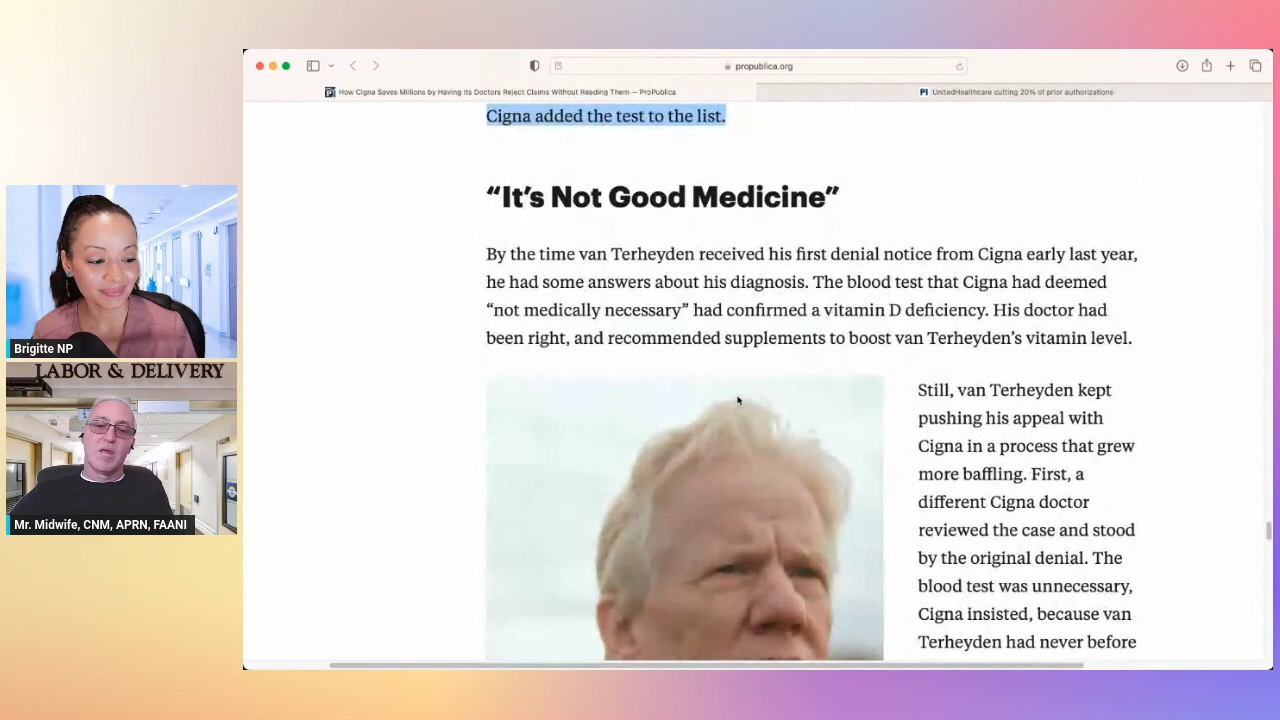 propublica.org
How Cigna Saves Millions by Having Its Doctors Reject Claims Without Reading Them — ProPublica
PI UnitedHealthcare cutting 20% of prior authorizations
Cigna added the test to the list.
“It’s Not Good Medicine”
By the time van Terheyden received his first denial notice from Cigna early last year,
he had some answers about his diagnosis. The blood test that Cigna had deemed
“not medically necessary” had confirmed a vitamin D deficiency. His doctor had
been right, and recommended supplements to boost van Terheyden’s vitamin level.
Still, van Terheyden kept
pushing his appeal with
Cigna in a process that grew
more baffling. First, a
different Cigna doctor
reviewed the case and stood
by the original denial. The
blood test was unnecessary,
Cigna insisted, because van
Terheyden had never before
Brigitte NP
LABOR & DELIVERY
Mr. Midwife, CNM, APRN, FAANI